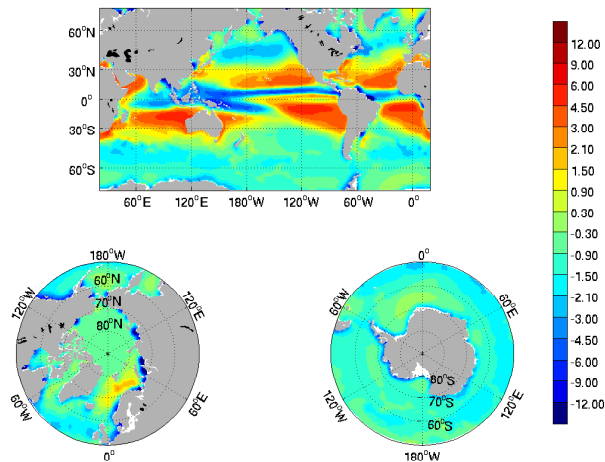 60°N
30°N
0°
30°S
60°S
60°E
120°E
180°W
120°W
60°W
0°
12.00
9.00
6.00
4.50
3.00
2.10
1.50
0.90
0.30
-0.30
-0.90
-1.50
-2.10
-3.00
-4.50
-6.00
-9.00
-12.00
180°W
120°W
60°N
120°E
70°N
80°N
60°W
60°E
0°
0°
60°W
60°E
80°S
70°S
120°W
60°S
120°E
180°W